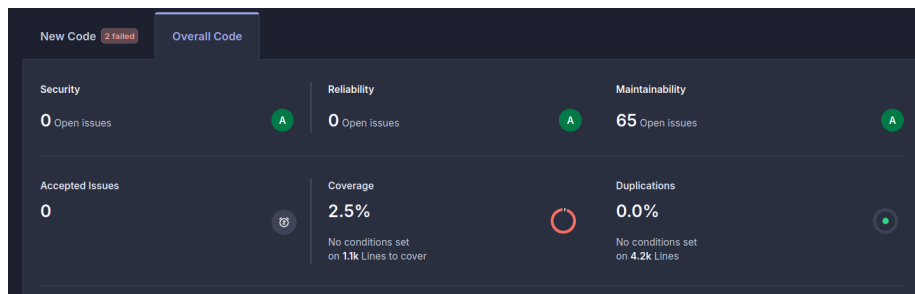 New Code 2 failed Overall Code
Security Reliability Maintainability
0 Open issues A 0 Open issues A 65 Open issues A
Accepted Issues Coverage Duplications
0 2.5% 0.0%
No conditions set No conditions set
on 1.1k Lines to cover on 4.2k Lines